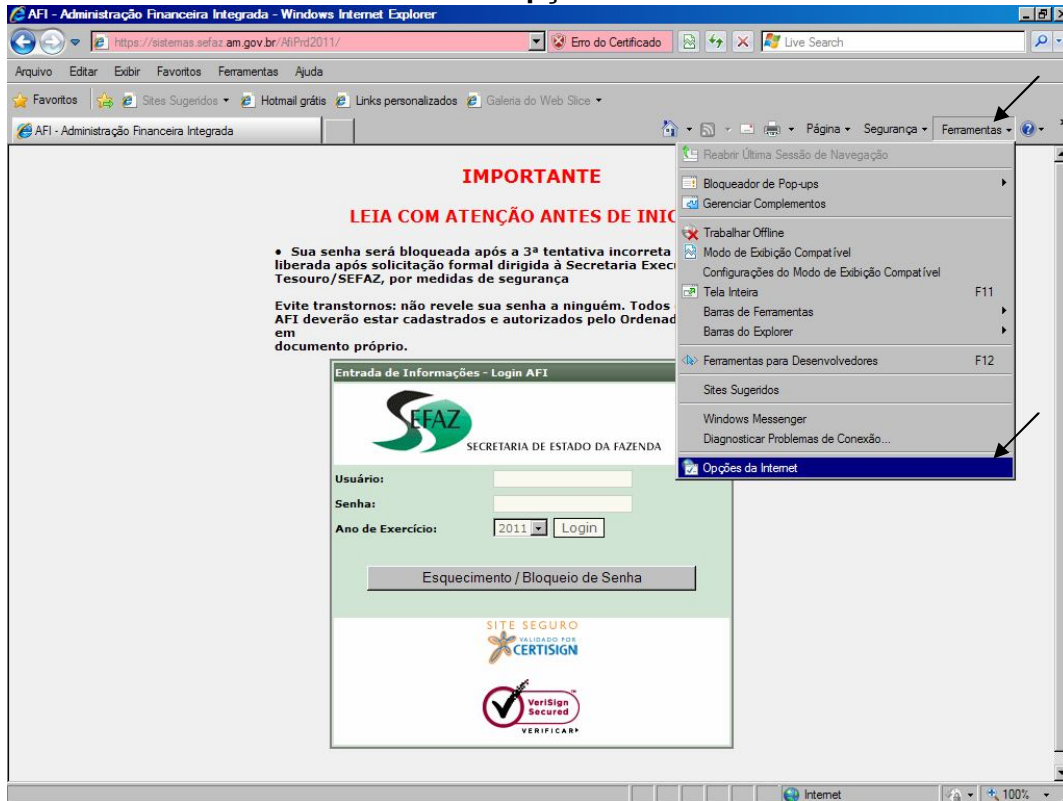 AFI - Administração Financeira Integrada - Windows Internet Explorer
https://sistemas.sefaz.am.gov.br/AfiPrd2011/
Erro do Certificado
Live Search
Arquivo Editar Exibir Favoritos Ferramentas Ajuda
Favoritos Sites Sugeridos Hotmail grátis Links personalizados Galeria do Web Slice
AFI - Administração Financeira Integrada
Página Segurança Ferramentas
Reabrir Última Sessão de Navegação
Bloqueador de Pop-ups
Gerenciar Complementos
Trabalhar Offline
Modo de Exibição Compatível
Configurações do Modo de Exibição Compatível
Tela Inteira F11
Barras de Ferramentas
Barras do Explorer
Ferramentas para Desenvolvedores F12
Sites Sugeridos
Windows Messenger
Diagnosticar Problemas de Conexão...
Opções da Internet
IMPORTANTE
LEIA COM ATENÇÃO ANTES DE INIC
• Sua senha será bloqueada após a 3ª tentativa incorreta
liberada após solicitação formal dirigida à Secretaria Exec
Tesouro/SEFAZ, por medidas de segurança
Evite transtornos: não revele sua senha a ninguém. Todos
AFI deverão estar cadastrados e autorizados pelo Ordenad
em
documento próprio.
Entrada de Informações - Login AFI
SEFAZ
SECRETARIA DE ESTADO DA FAZENDA
Usuário:
Senha:
Ano de Exercício: 2011 Login
Esquecimento / Bloqueio de Senha
SITE SEGURO
VALIDADO POR
CERTISIGN
VeriSign
Secured
VERIFICAR
Internet
100%